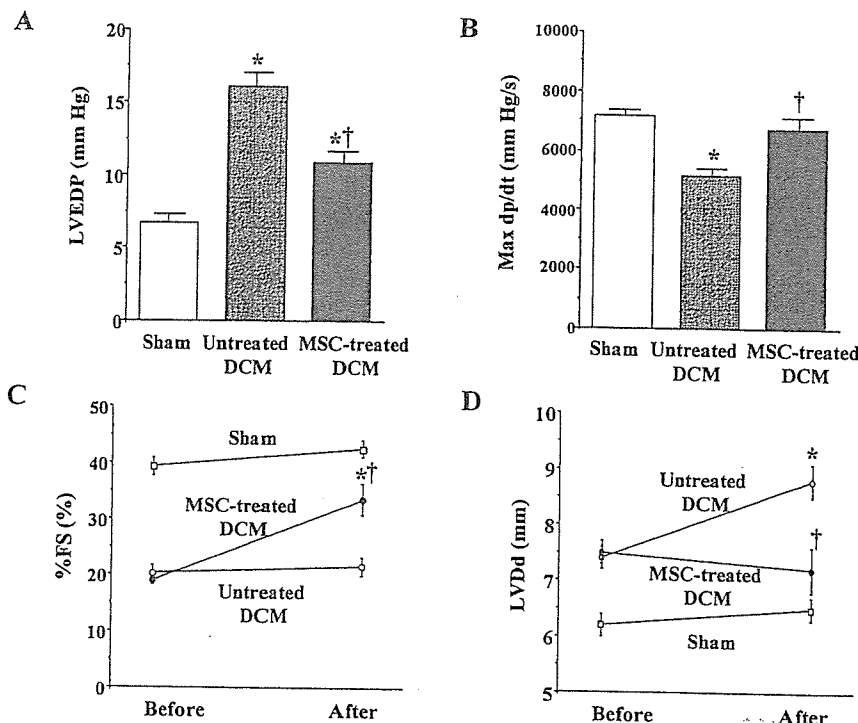 A
LVEDP (mm Hg)
20
15
10
5
0
*
*†
Sham
Untreated DCM
MSC-treated DCM
B
Max dp/dt (mm Hg/s)
10000
8000
6000
4000
2000
0
*
†
Sham
Untreated DCM
MSC-treated DCM
C
%FS (%)
50
40
30
20
10
0
Sham
*†
MSC-treated DCM
Untreated DCM
Before
After
D
LVDd (mm)
10
9
8
7
6
5
*
Untreated DCM
†
MSC-treated DCM
Sham
Before
After